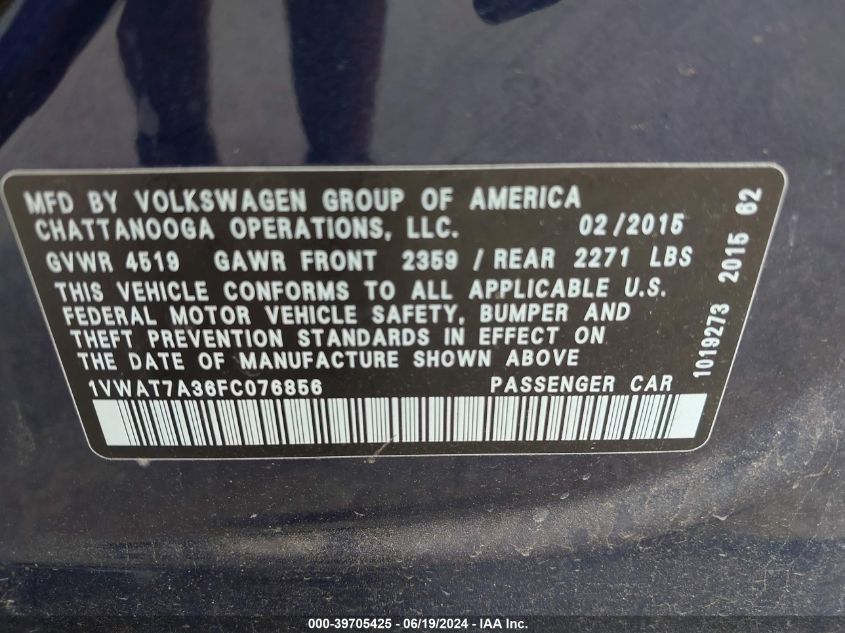 MFD BY VOLKSWAGEN GROUP OF AMERICA
CHATTANOOGA OPERATIONS, LLC. 02/2015
GVWR 4519 GAWR FRONT 2359 / REAR 2271 LBS
THIS VEHICLE CONFORMS TO ALL APPLICABLE U.S.
FEDERAL MOTOR VEHICLE SAFETY, BUMPER AND
THEFT PREVENTION STANDARDS IN EFFECT ON
THE DATE OF MANUFACTURE SHOWN ABOVE.
1VWAT7A36FC076856 PASSENGER CAR
1019273 2015 62
000-39705425 - 06/19/2024 - IAA Inc.